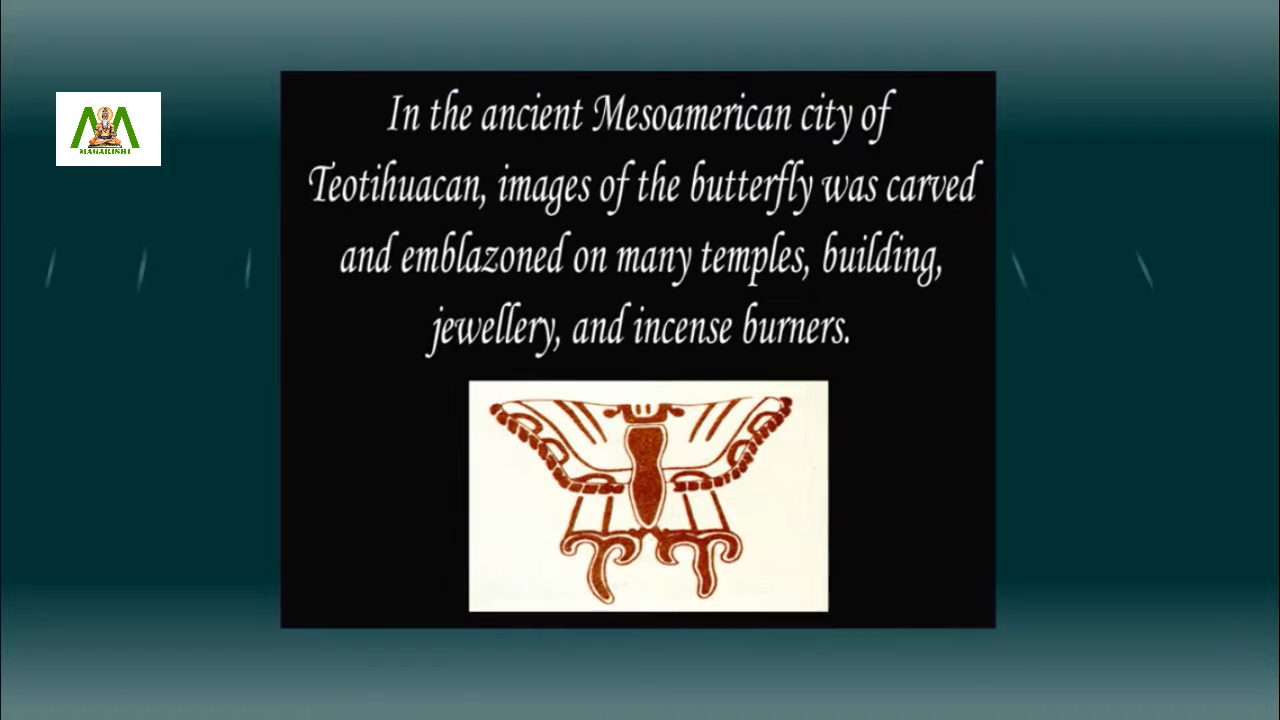 In the ancient Mesoamerican city of
Teotihuacan, images of the butterfly was carved
and emblazoned on many temples, building,
jewellery, and incense burners.
MAGARISHI